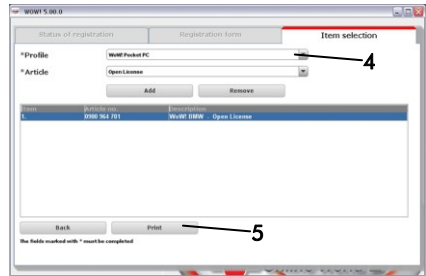 WOW! 5.00.0
Status of registration Registration form Item selection
*Profile WoW! Pocket PC
4
*Article Open License
Add Remove
Item Article no. Description
1. 0900 964 701 WoW! BMW - Open License
Back Print
5
The fields marked with * must be completed